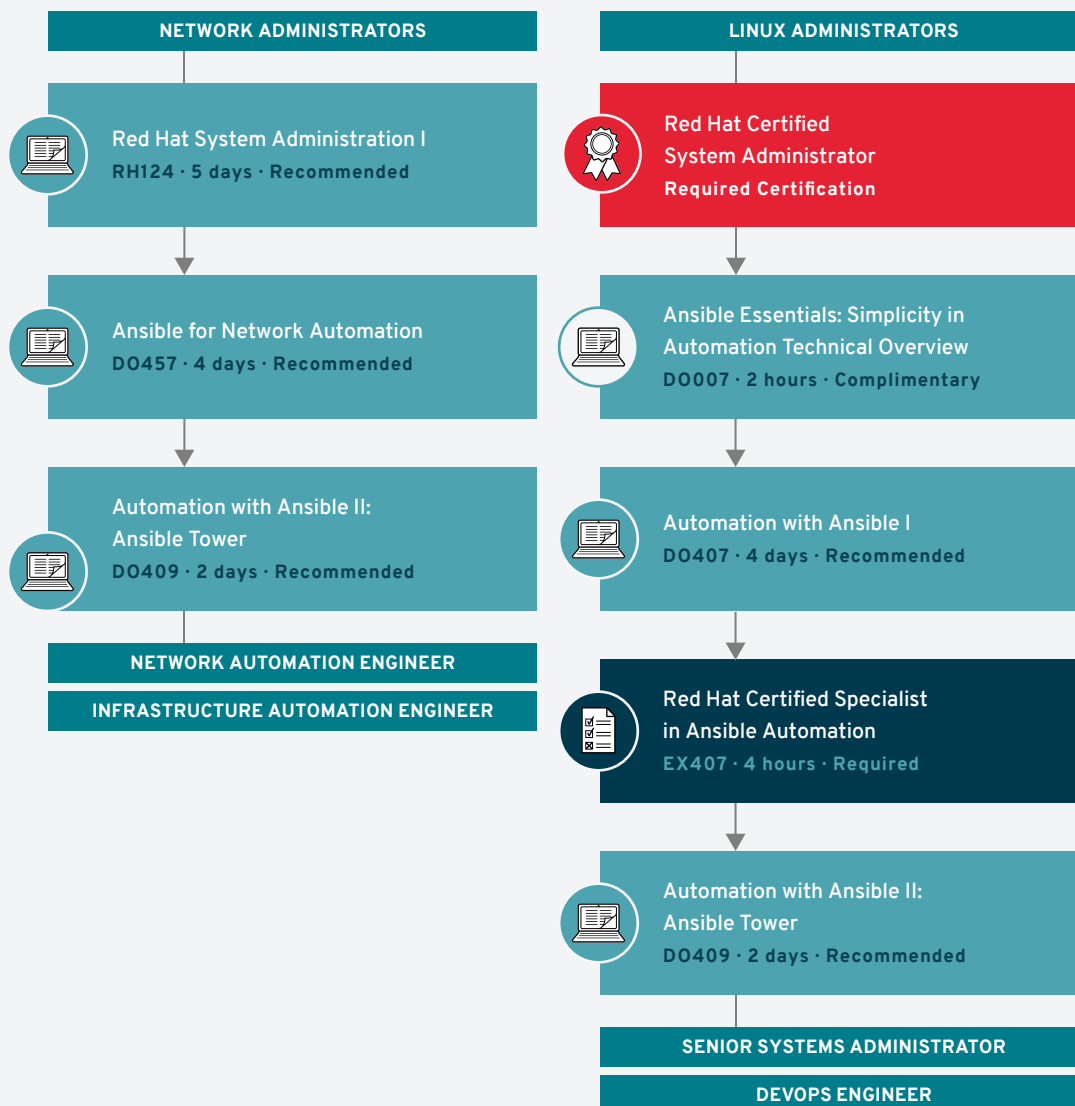 NETWORK ADMINISTRATORS
Red Hat System Administration I
RH124 · 5 days · Recommended
Ansible for Network Automation
DO457 · 4 days · Recommended
Automation with Ansible II:
Ansible Tower
DO409 · 2 days · Recommended
NETWORK AUTOMATION ENGINEER
INFRASTRUCTURE AUTOMATION ENGINEER
LINUX ADMINISTRATORS
Red Hat Certified
System Administrator
Required Certification
Ansible Essentials: Simplicity in
Automation Technical Overview
DO007 · 2 hours · Complimentary
Automation with Ansible I
DO407 · 4 days · Recommended
Red Hat Certified Specialist
in Ansible Automation
EX407 · 4 hours · Required
Automation with Ansible II:
Ansible Tower
DO409 · 2 days · Recommended
SENIOR SYSTEMS ADMINISTRATOR
DEVOPS ENGINEER